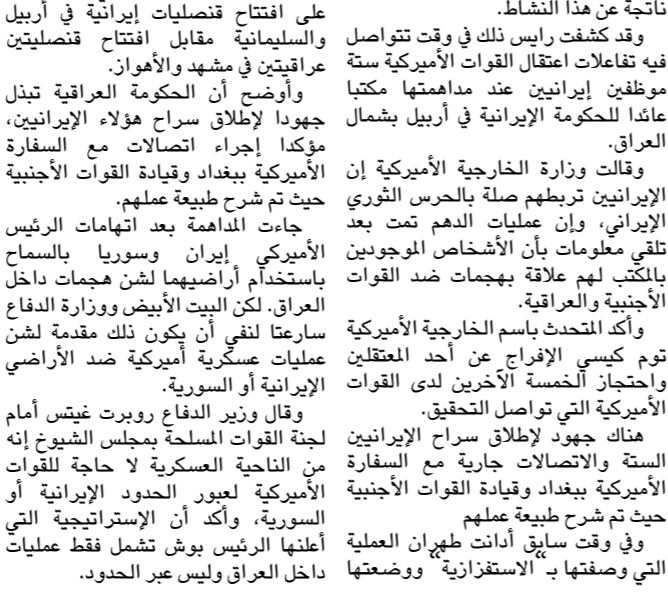 ناتجة عن هذا النشاط.
وقد كشفت رايس ذلك في وقت تتواصل
فيه تفاعلات اعتقال القوات الأميركية ستة
موظفين إيرانيين عند مداهمتها مكتبا
عائدا للحكومة الإيرانية في أربيل بشمال
العراق.
وقالت وزارة الخارجية الأميركية إن
الإيرانيين تربطهم صلة بالحرس الثوري
الإيراني، وإن عمليات الدهم تمت بعد
تلقي معلومات بأن الأشخاص الموجودين
بالمكتب لهم علاقة بهجمات ضد القوات
الأجنبية والعراقية.
وأكد المتحدث باسم الخارجية الأميركية
توم كيسي الإفراج عن أحد المعتقلين
واحتجاز الخمسة الآخرين لدى القوات
الأميركية التي تواصل التحقيق.
هناك جهود لإطلاق سراح الإيرانيين
الستة والاتصالات جارية مع السفارة
الأميركية ببغداد وقيادة القوات الأجنبية
حيث تم شرح طبيعة عملهم
وفي وقت سابق أدانت طهران العملية
التي وصفتها بـ“الاستفزازية” ووضعتها
على افتتاح قنصليات إيرانية في أربيل
والسليمانية مقابل افتتاح قنصليتين
عراقيتين في مشهد والأهواز.
وأوضح أن الحكومة العراقية تبذل
جهودا لإطلاق سراح هؤلاء الإيرانيين،
مؤكدا إجراء اتصالات مع السفارة
الأميركية ببغداد وقيادة القوات الأجنبية
حيث تم شرح طبيعة عملهم.
جاءت المداهمة بعد اتهامات الرئيس
الأميركي إيران وسوريا بالسماح
باستخدام أراضيهما لشن هجمات داخل
العراق. لكن البيت الأبيض ووزارة الدفاع
سارعتا لنفي أن يكون ذلك مقدمة لشن
عمليات عسكرية أميركية ضد الأراضي
الإيرانية أو السورية.
وقال وزير الدفاع روبرت غيتس أمام
لجنة القوات المسلحة بمجلس الشيوخ إنه
من الناحية العسكرية لا حاجة للقوات
الأميركية لعبور الحدود الإيرانية أو
السورية، وأكد أن الإستراتيجية التي
أعلنها الرئيس بوش تشمل فقط عمليات
داخل العراق وليس عبر الحدود.